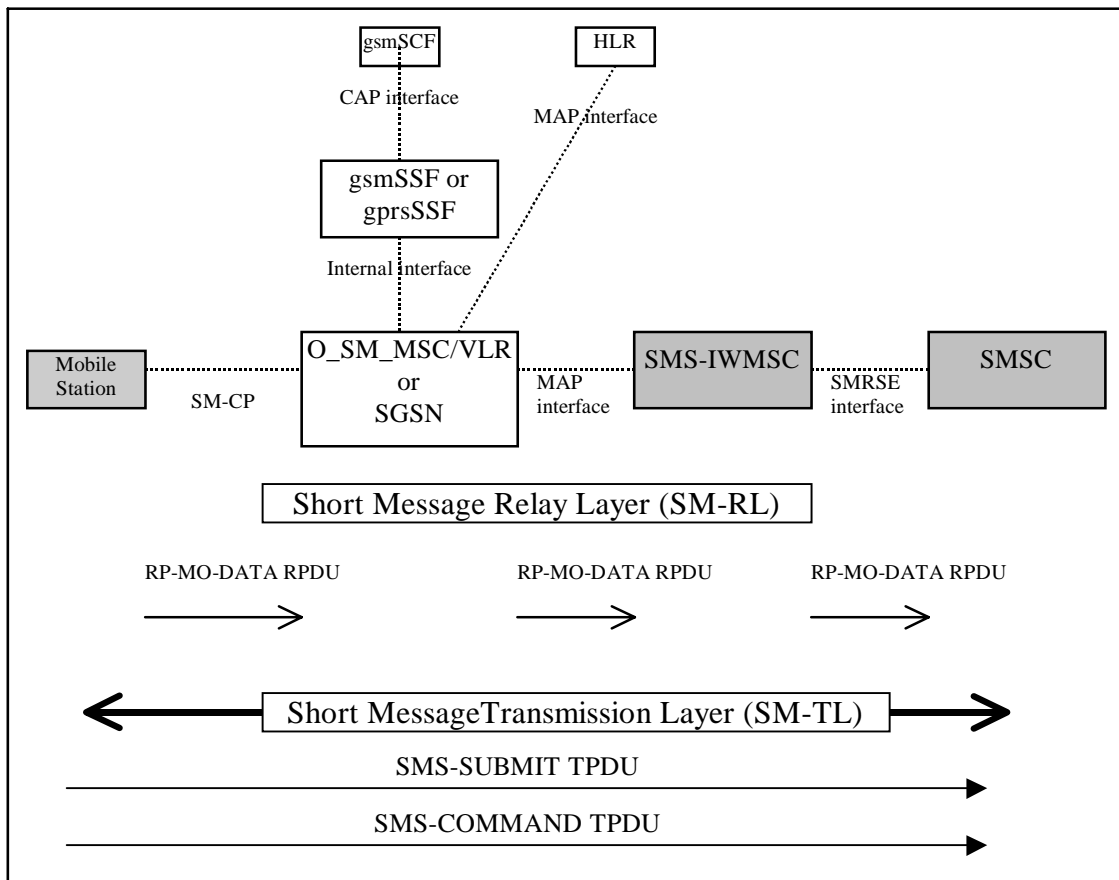 gsmSCF
HLR
CAP interface
MAP interface
gsmSSF or
gprsSSF
Internal interface
Mobile
Station
SM-CP
O_SM_MSC/VLR
or
SGSN
MAP
interface
SMS-IWMSC
SMRSE
interface
SMSC
Short Message Relay Layer (SM-RL)
RP-MO-DATA RPDU
RP-MO-DATA RPDU
RP-MO-DATA RPDU
Short MessageTransmission Layer (SM-TL)
SMS-SUBMIT TPDU
SMS-COMMAND TPDU